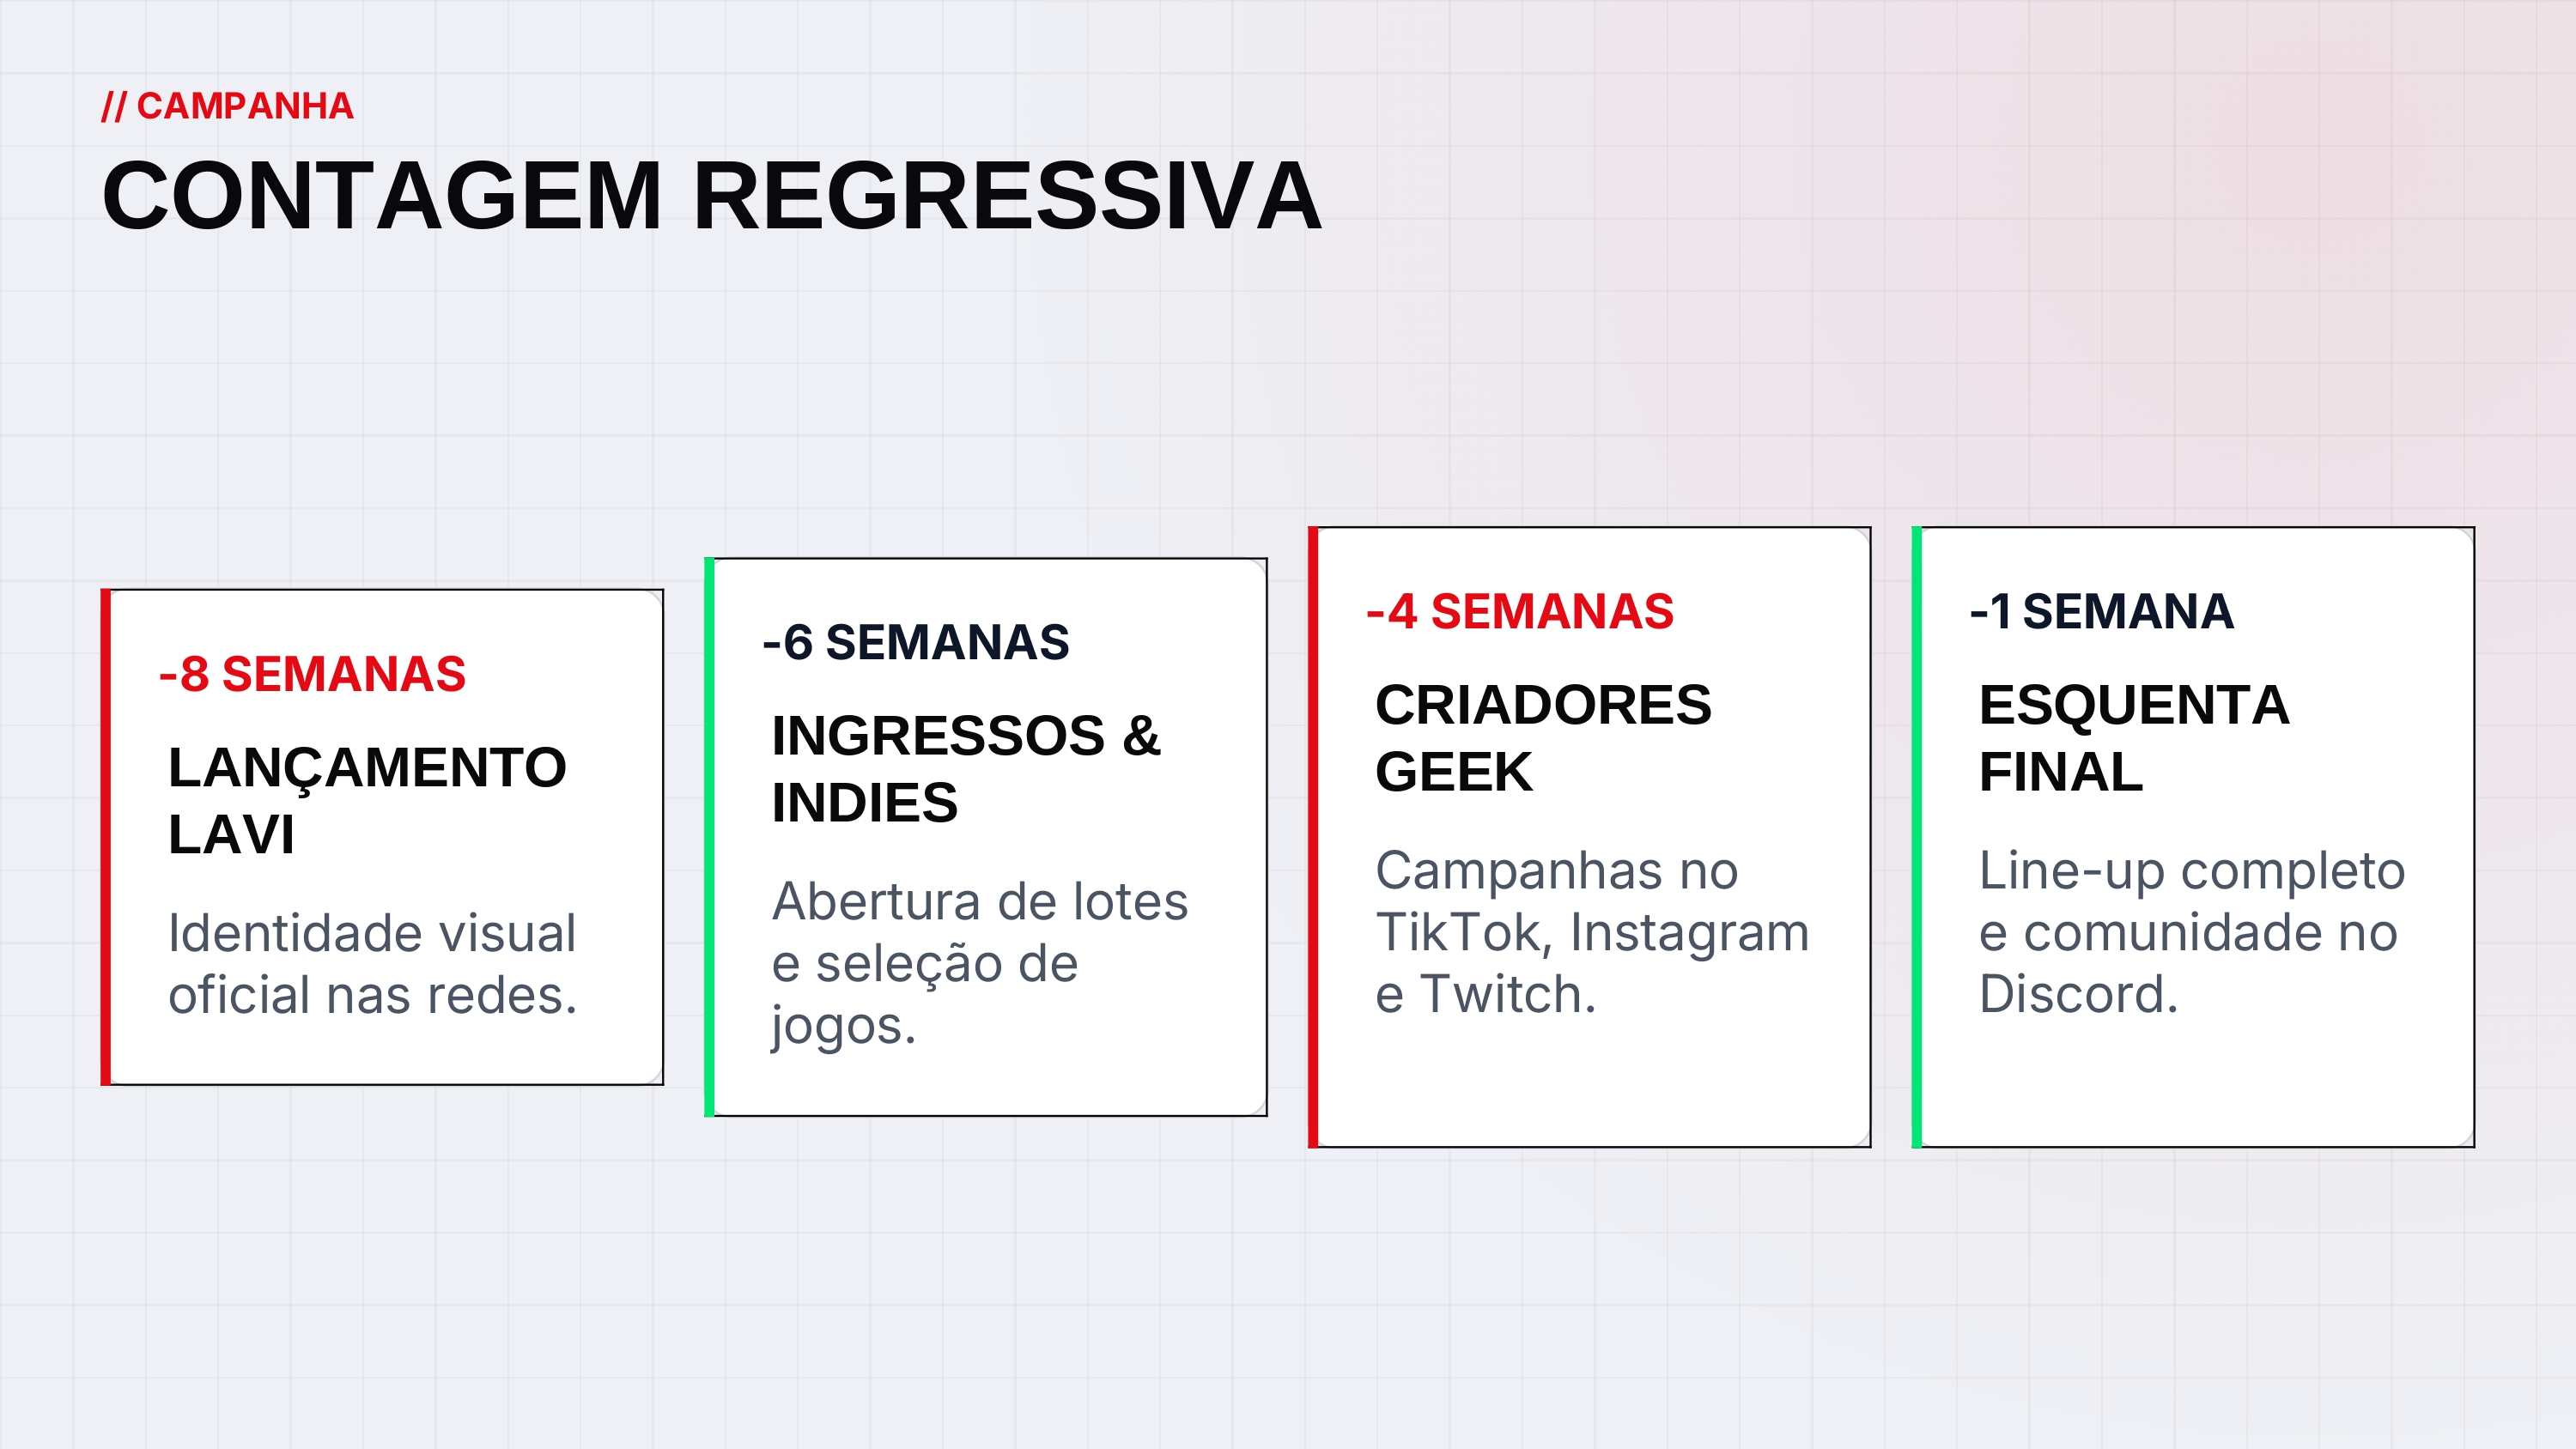 // CAMPANHA
CONTAGEM REGRESSIVA
-8 SEMANAS
LANÇAMENTO
LAVI
Identidade visual
oficial nas redes.
-6 SEMANAS
INGRESSOS &
INDIES
Abertura de lotes
e seleção de
jogos.
-4 SEMANAS
CRIADORES
GEEK
Campanhas no
TikTok, Instagram
e Twitch.
-1 SEMANA
ESQUENTA
FINAL
Line-up completo
e comunidade no
Discord.